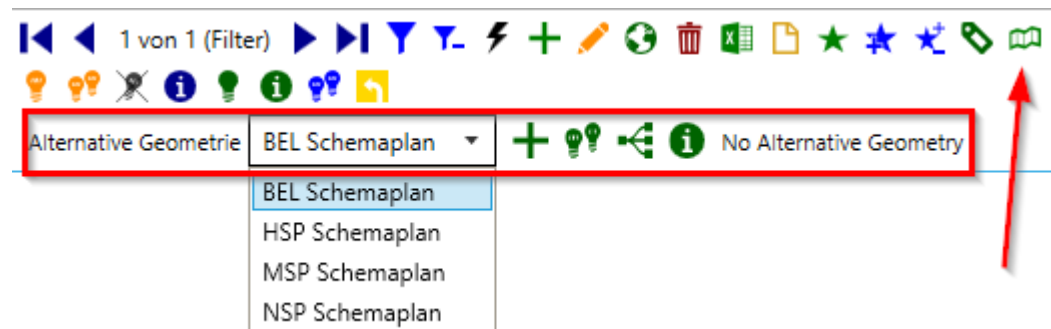 1 von 1 (Filter)
Alternative Geometrie BEL Schemaplan No Alternative Geometry
BEL Schemaplan
HSP Schemaplan
MSP Schemaplan
NSP Schemaplan